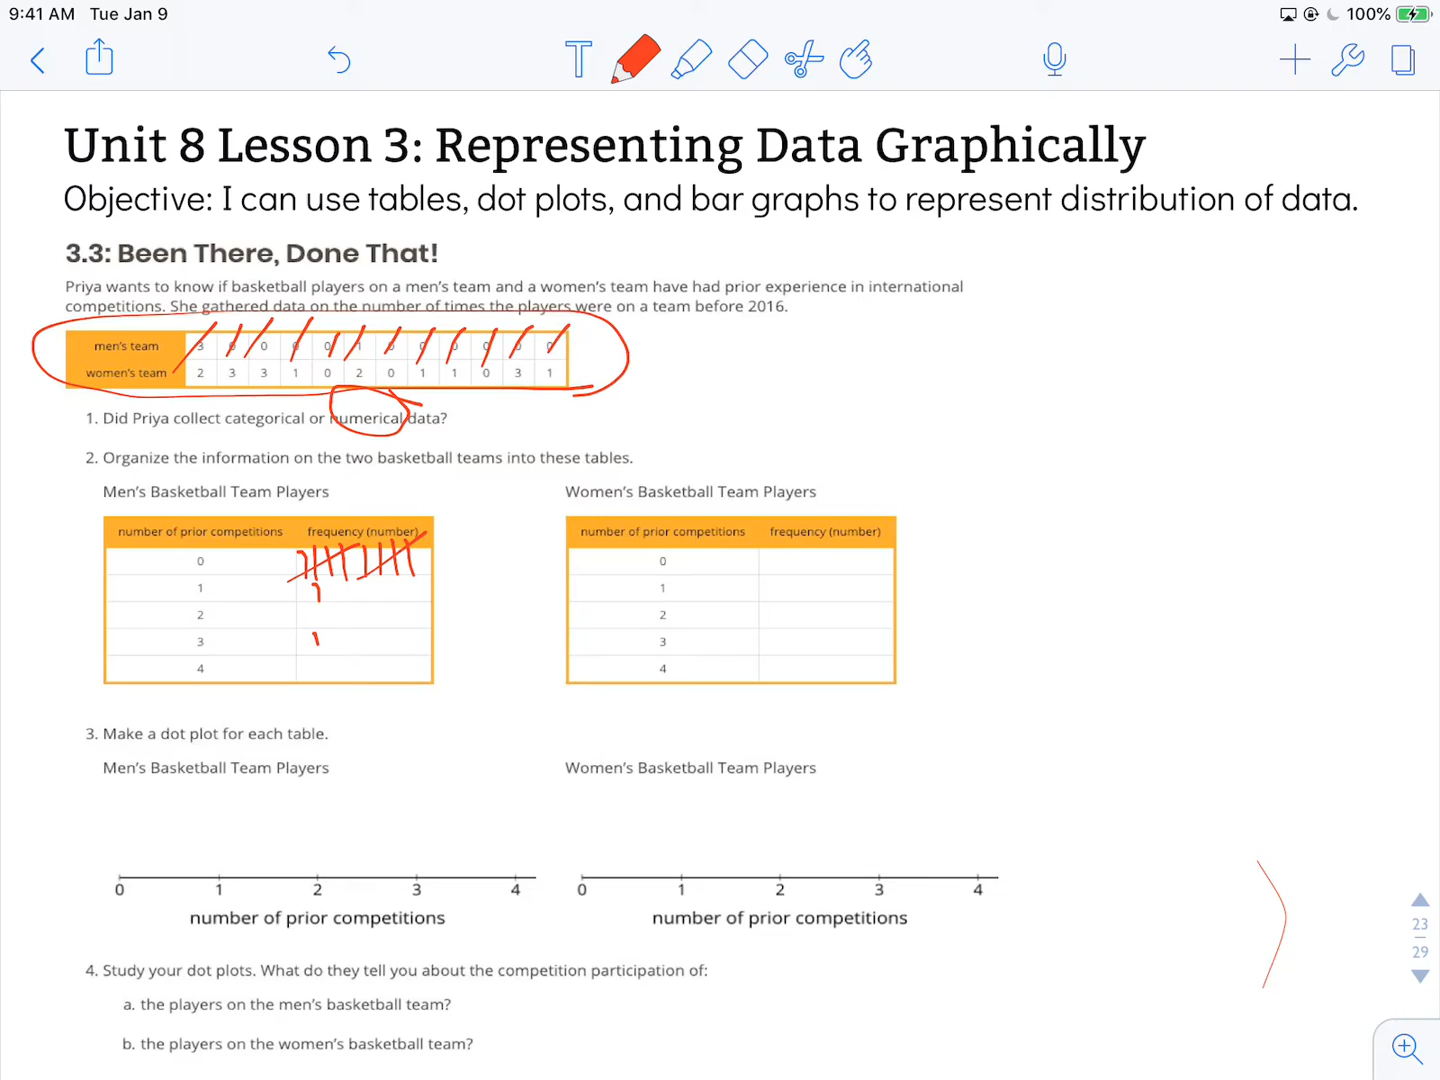 9:41 AM Tue Jan 9 100%
T
Unit 8 Lesson 3: Representing Data Graphically
Objective: I can use tables, dot plots, and bar graphs to represent distribution of data.
3.3: Been There, Done That!
Priya wants to know if basketball players on a men's team and a women's team have had prior experience in international
competitions. She gathered data on the number of times the players were on a team before 2016.
men's team 3 0 0 0 0 1 0 0 0 0 0 0
women's team 2 3 3 1 0 2 0 1 1 0 3 1
1. Did Priya collect categorical or numerical data?
2. Organize the information on the two basketball teams into these tables.
Men's Basketball Team Players Women's Basketball Team Players
number of prior competitions frequency (number) number of prior competitions frequency (number)
0 0
1 1
2 2
3 3
4 4
3. Make a dot plot for each table.
Men's Basketball Team Players Women's Basketball Team Players
0 1 2 3 4 0 1 2 3 4
number of prior competitions number of prior competitions
23
29
4. Study your dot plots. What do they tell you about the competition participation of:
a. the players on the men's basketball team?
b. the players on the women's basketball team?